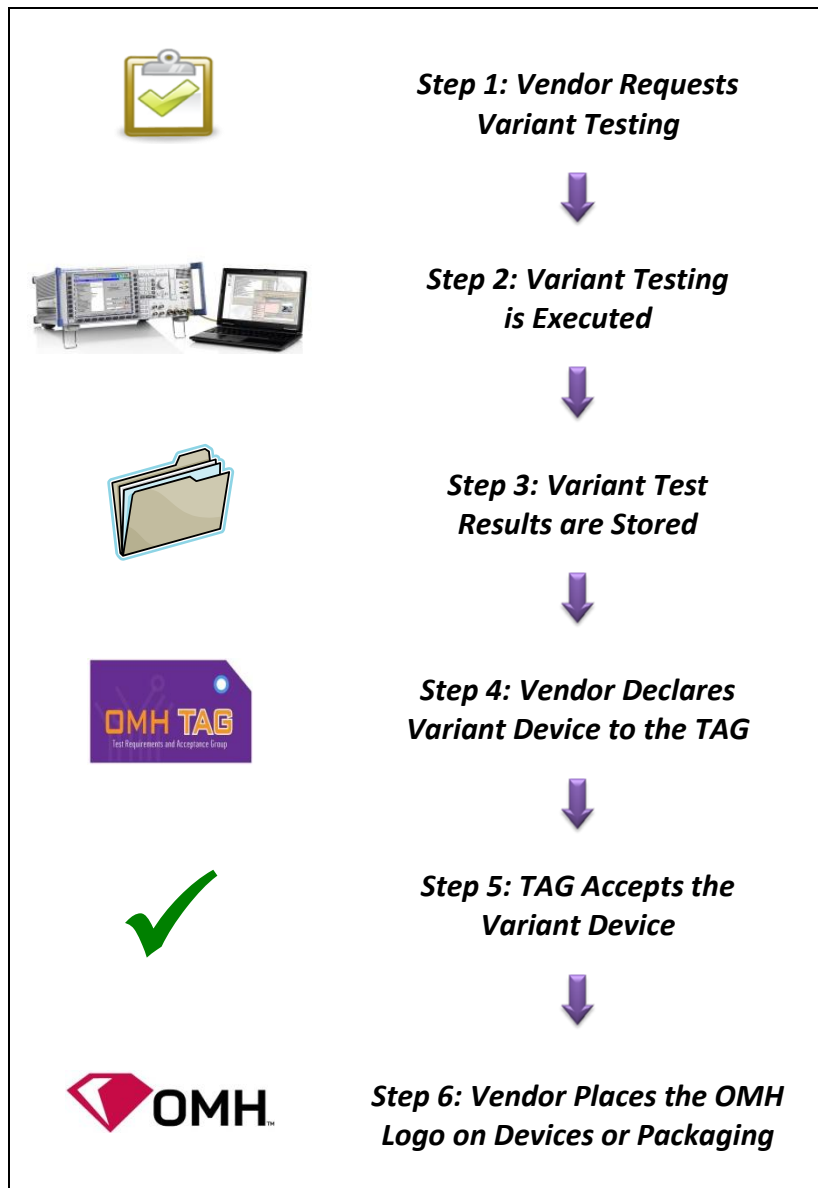 Step 1: Vendor Requests
Variant Testing
Step 2: Variant Testing
is Executed
Step 3: Variant Test
Results are Stored
OMH TAG
Test Requirements and Acceptance Group
Step 4: Vendor Declares
Variant Device to the TAG
Step 5: TAG Accepts the
Variant Device
OMH™
Step 6: Vendor Places the OMH
Logo on Devices or Packaging